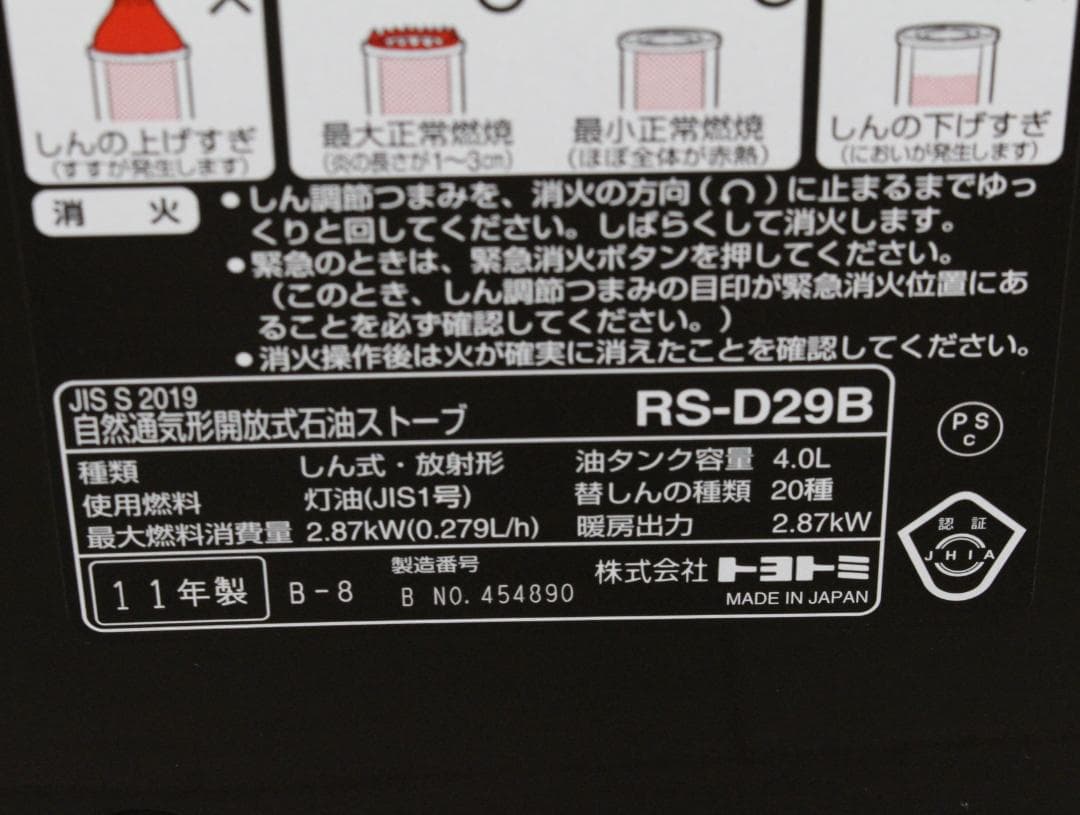 しんの上げすぎ
(すすが発生します)
最大正常燃焼
(炎の長さが1~3cm)
最小正常燃焼
(ほぼ全体が赤熱)
しんの下げすぎ
(においが発生します)
消 火
●しん調節つまみを、消火の方向( )に止まるまでゆっ
くりと回してください。しばらくして消火します。
●緊急のときは、緊急消火ボタンを押してください。
(このとき、しん調節つまみの目印が緊急消火位置にあ
ることを必ず確認してください。)
●消火操作後は火が確実に消えたことを確認してください。
JIS S 2019
自然通気形開放式石油ストーブ
RS-D29B
種類 しん式・放射形 油タンク容量 4.0L
使用燃料 灯油(JIS1号) 替しんの種類 20種
最大燃料消費量 2.87kW(0.279L/h) 暖房出力 2.87kW
11年製 B-8
製造番号
B NO.454890
株式会社トヨトミ
MADE IN JAPAN
PS
C
認証
JHIA